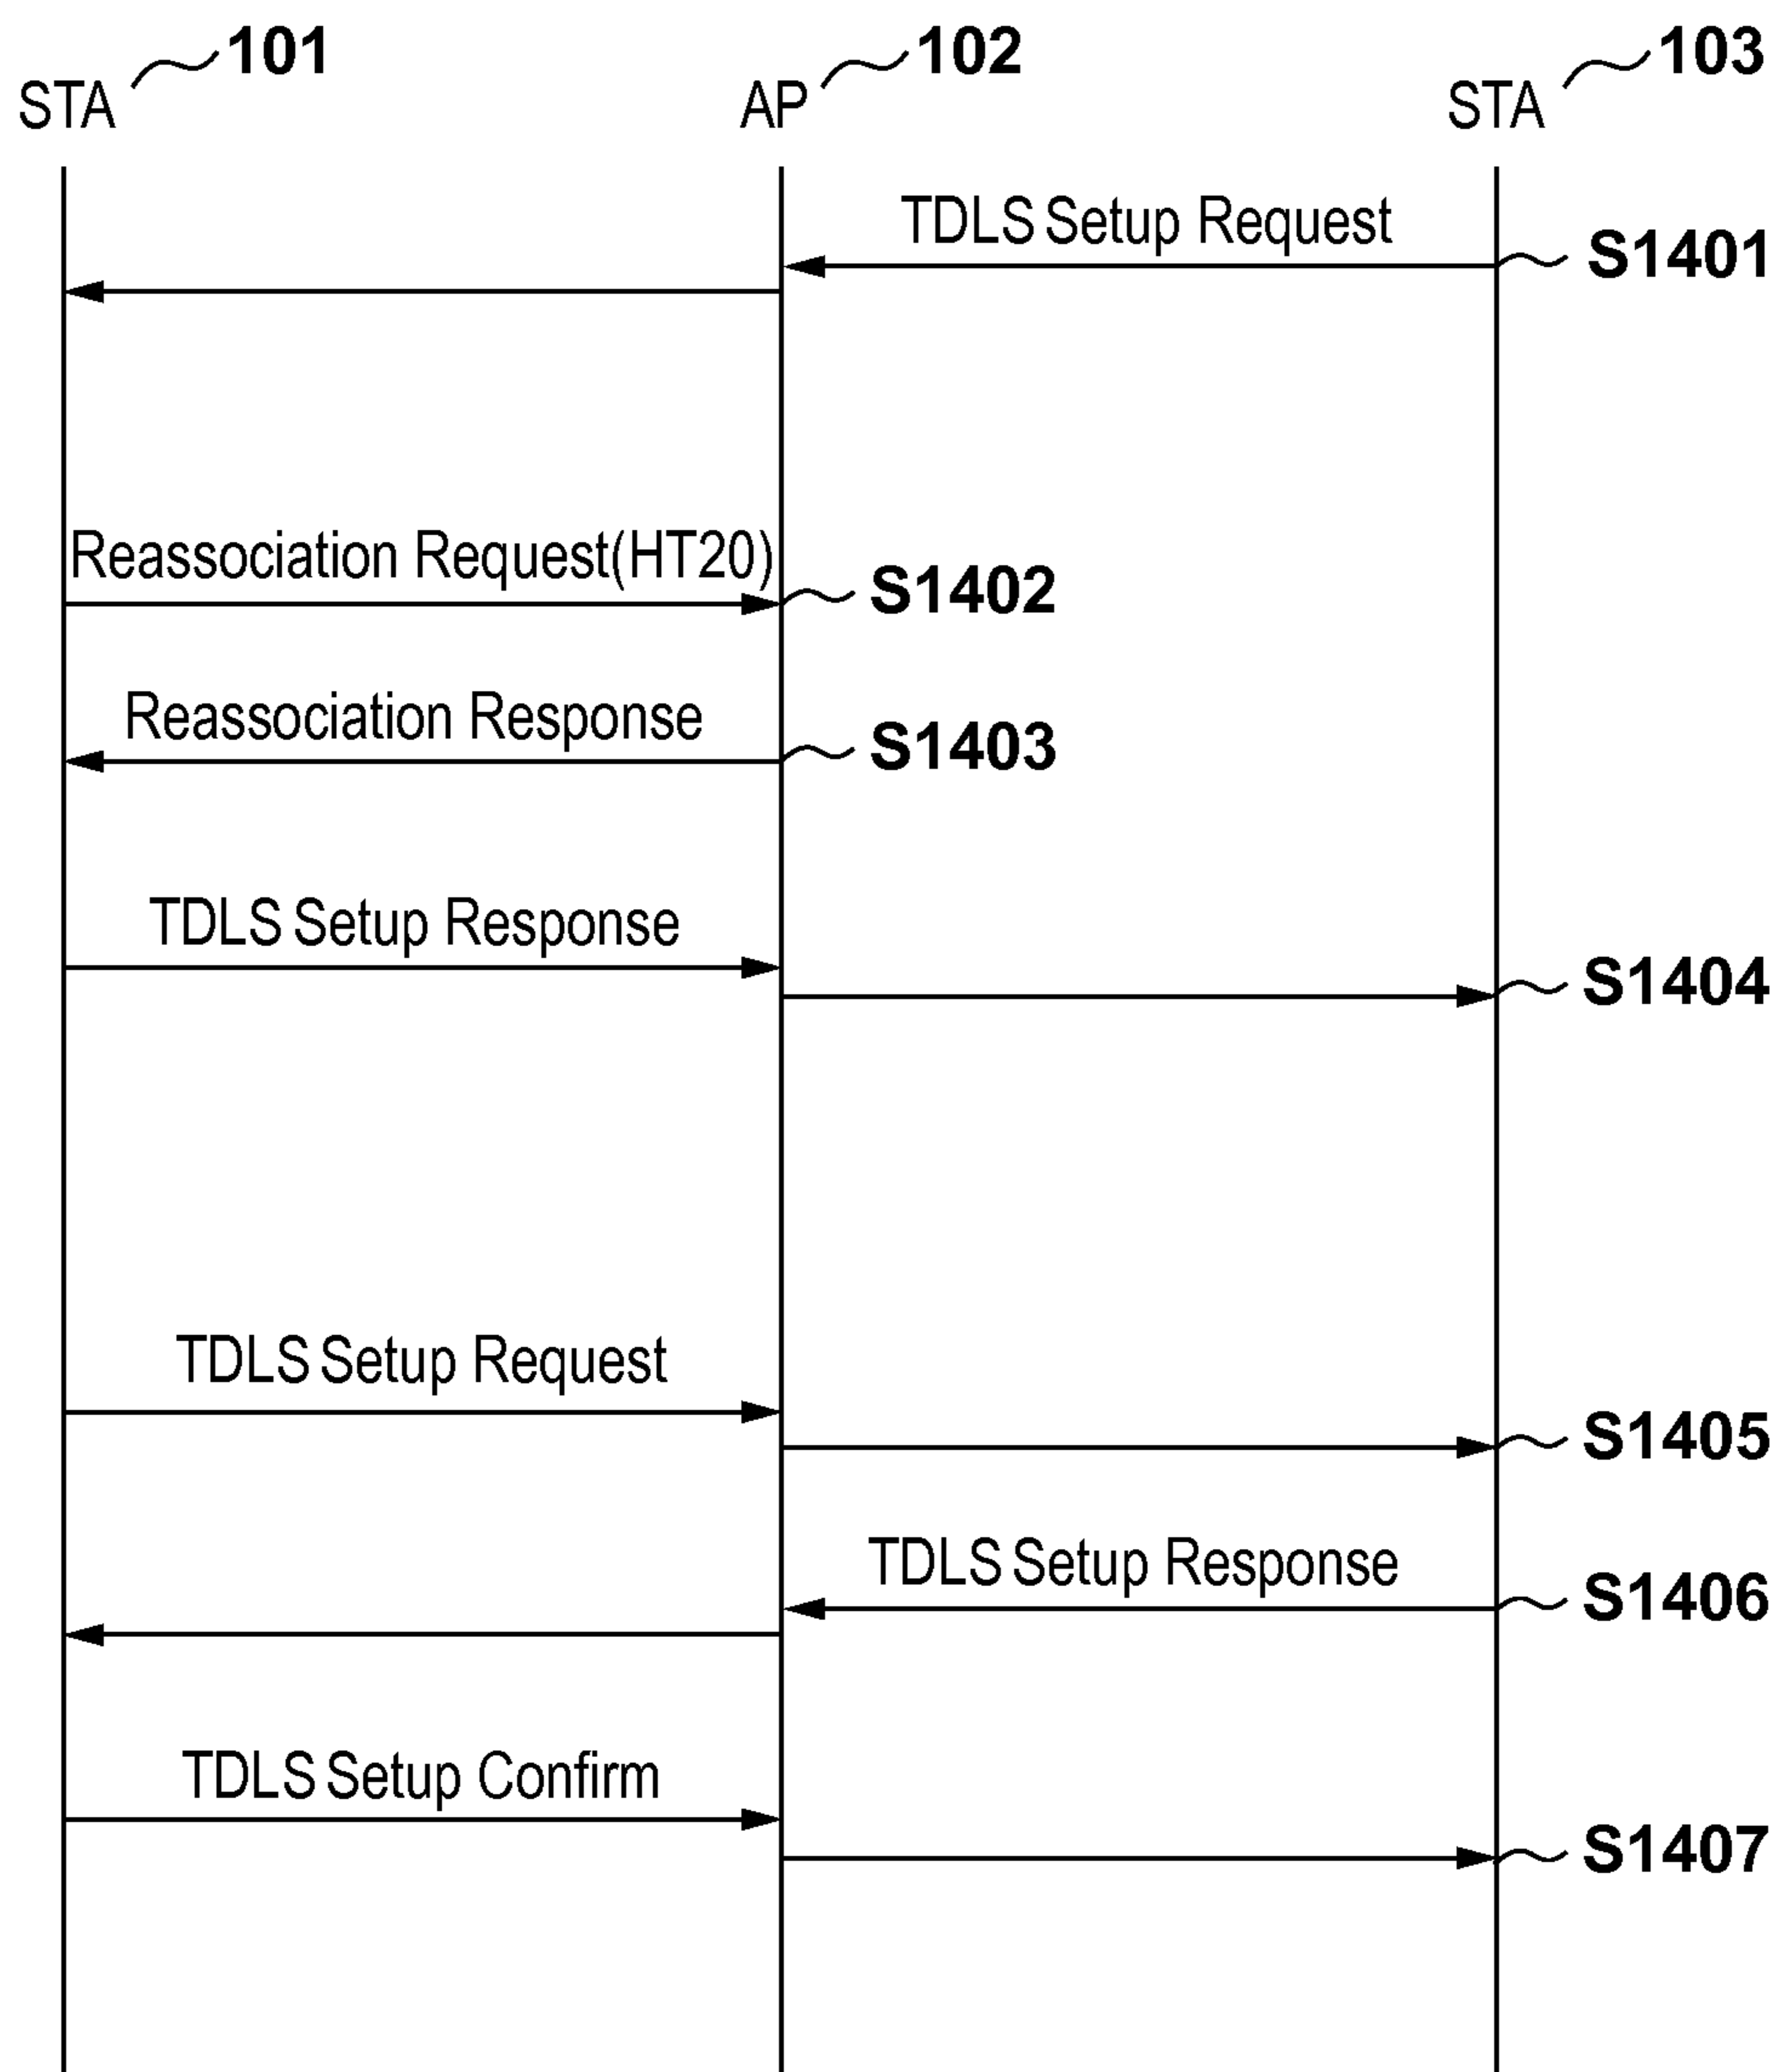 101
102
103
STA
AP
STA
TDLS Setup Request
S1401
Reassociation Request(HT20)
S1402
Reassociation Response
S1403
TDLS Setup Response
S1404
TDLS Setup Request
S1405
TDLS Setup Response
S1406
TDLS Setup Confirm
S1407